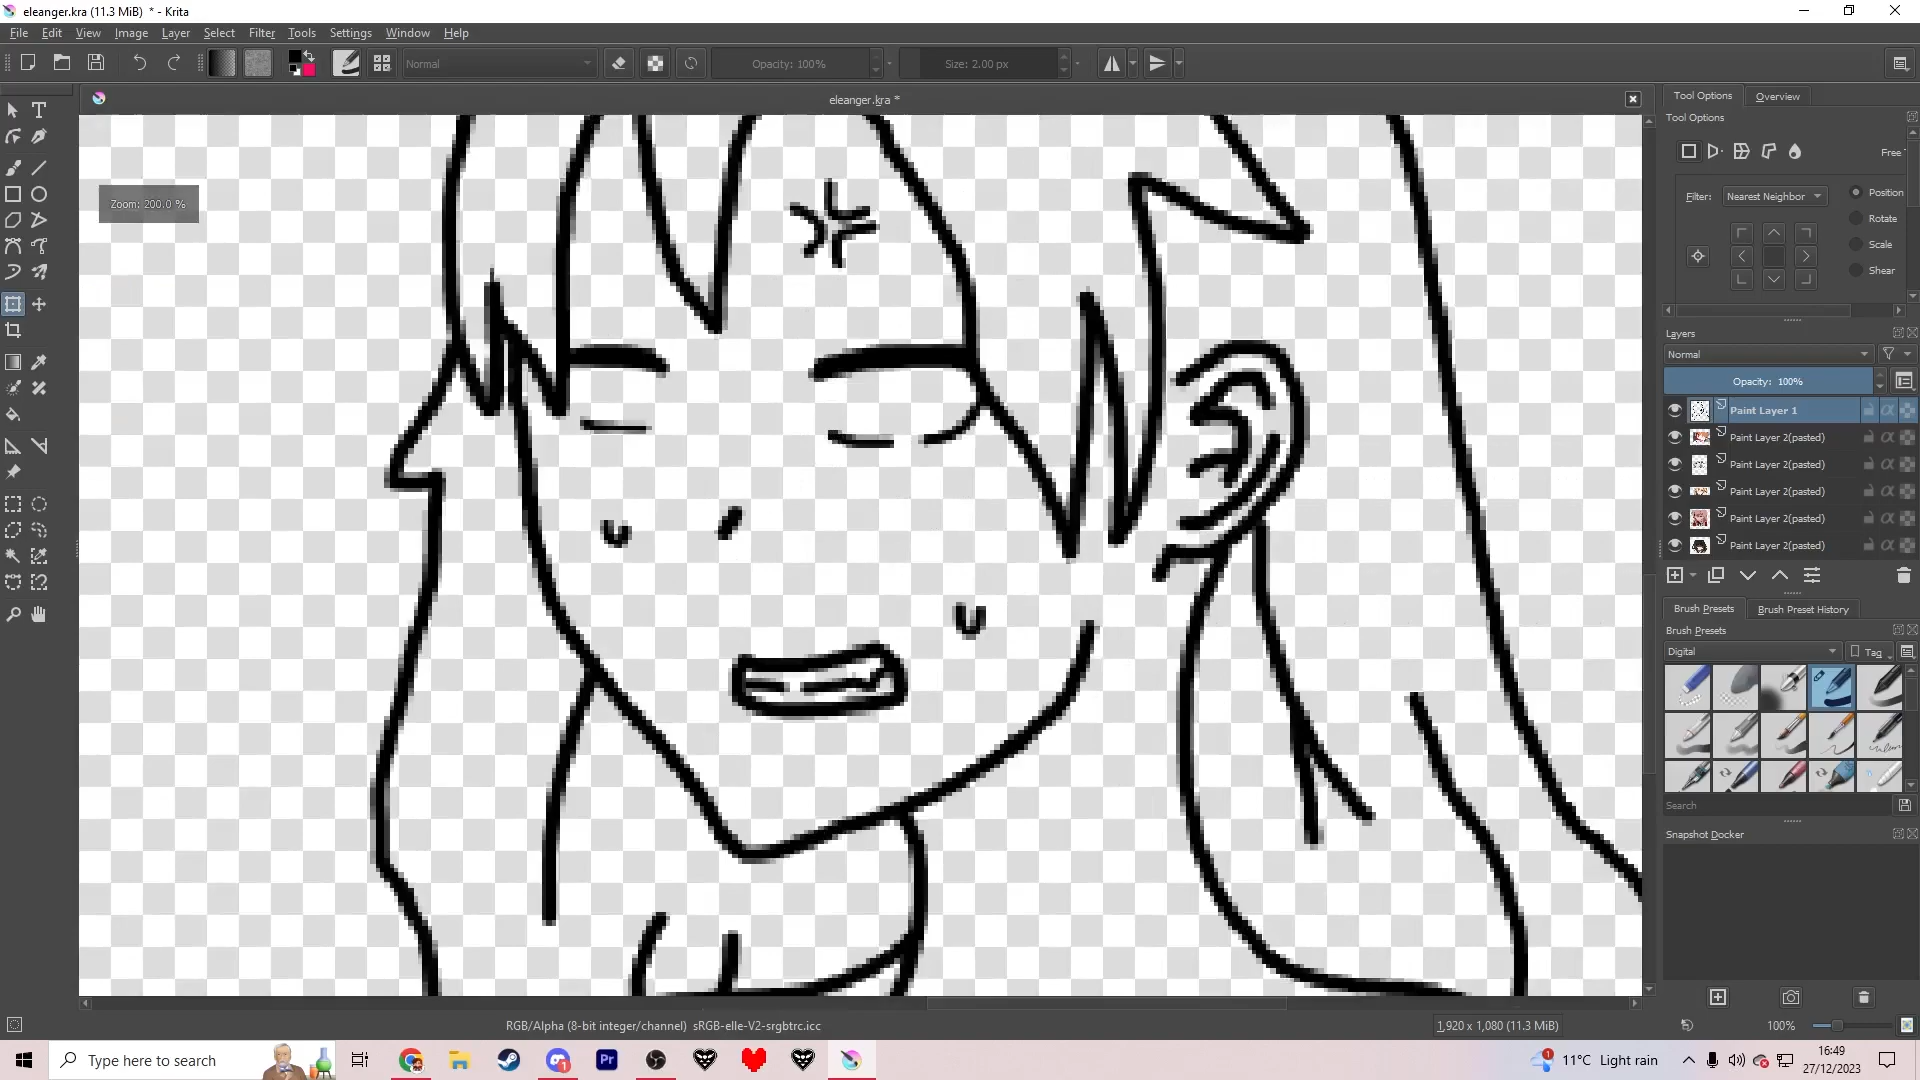 eleanger.kra (11.3 MiB) * - Krita
File Edit View Image Layer Select Filter Tools Settings Window Help
Normal
Opacity: 100%
Size: 2.00 px
eleanger.kra *
Zoom: 200.0 %
Tool Options Overview
Tool Options
Free
Filter: Nearest Neighbor
Position
Rotate
Scale
Shear
Layers
Normal
Opacity: 100%
Paint Layer 1
Paint Layer 2(pasted)
Paint Layer 2(pasted)
Paint Layer 2(pasted)
Paint Layer 2(pasted)
Paint Layer 2(pasted)
Brush Presets Brush Preset History
Brush Presets
Digital
Tag
Search
Snapshot Docker
RGB/Alpha (8-bit integer/channel) sRGB-elle-V2-srgbtrc.icc
1,920 x 1,080 (11.3 MiB)
100%
Type here to search
1
Pr
1
11°C Light rain
16:49
27/12/2023